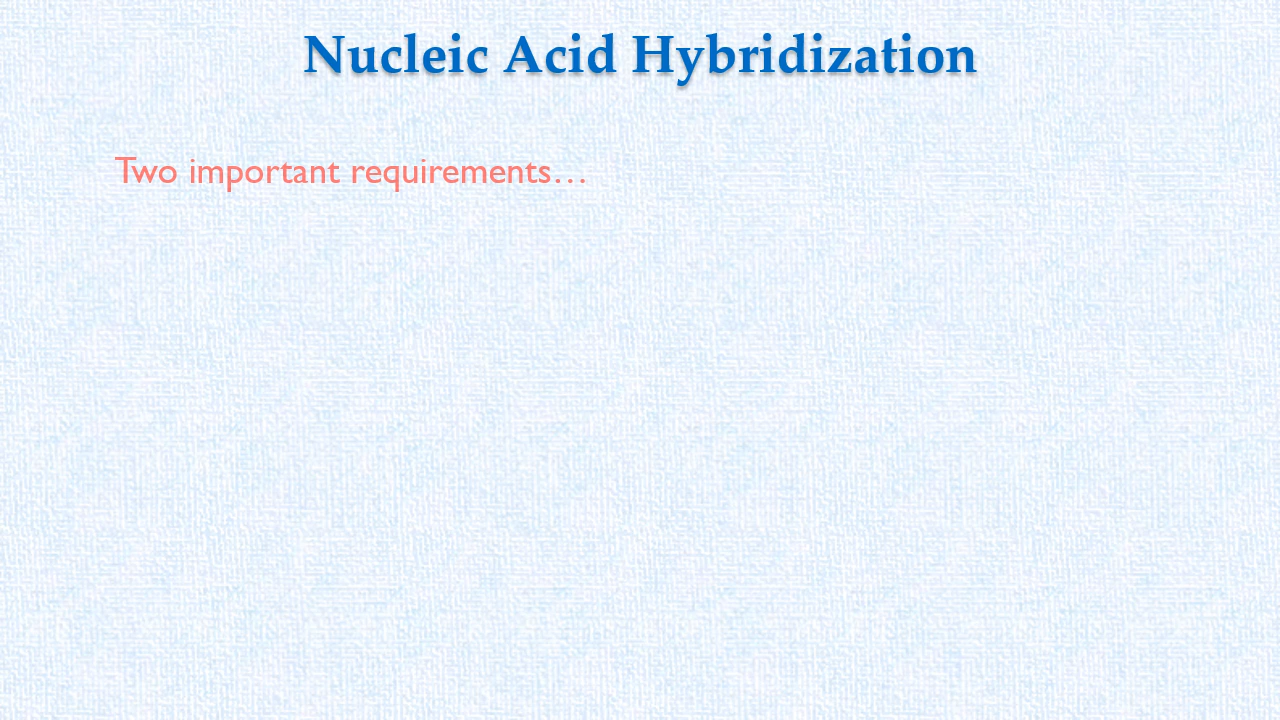 Nucleic Acid Hybridization
Two important requirements…